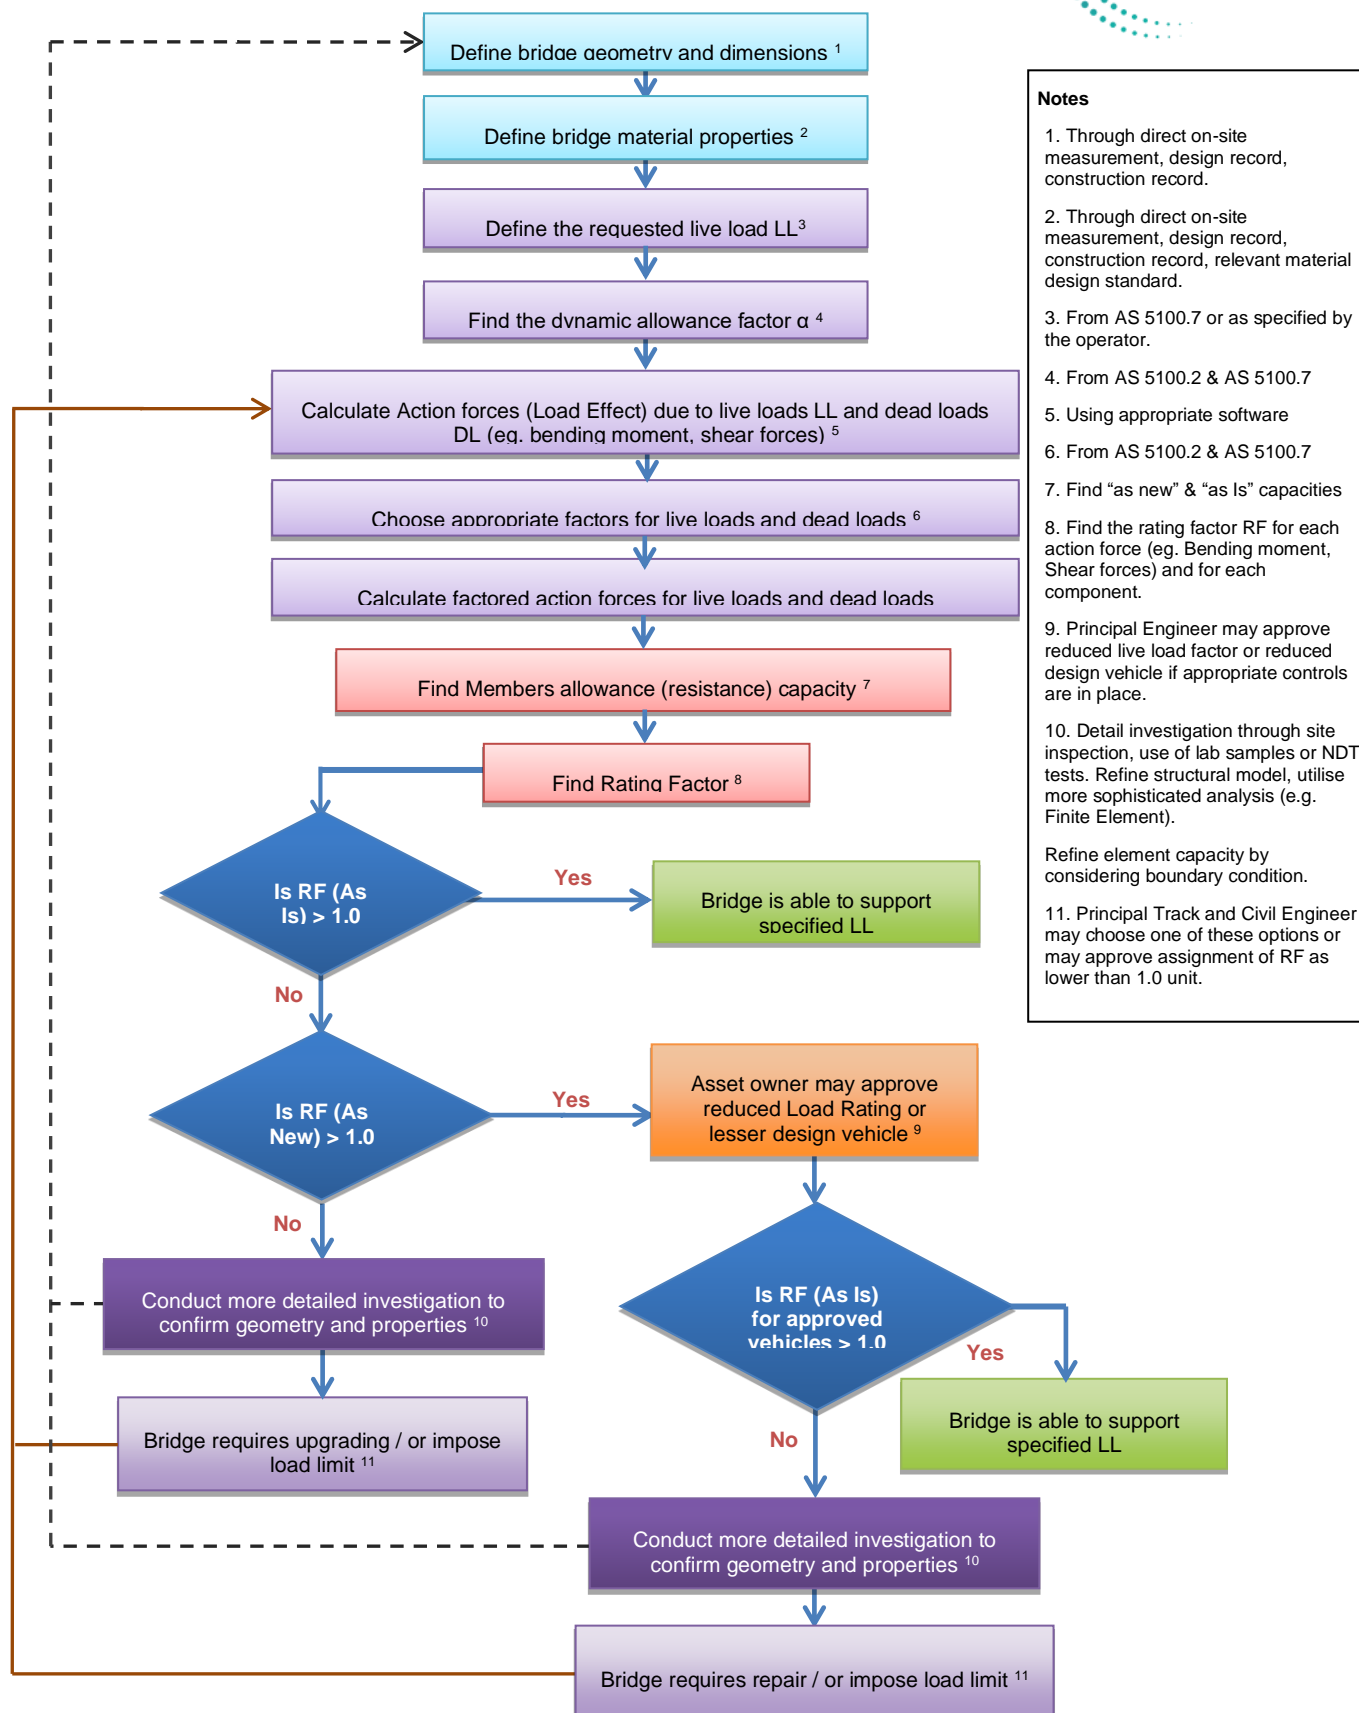 Define bridge geometry and dimensions 1
Define bridge material properties 2
Define the requested live load LL3
Find the dynamic allowance factor α 4
Calculate Action forces (Load Effect) due to live loads LL and dead loads
DL (eg. bending moment, shear forces) 5
Choose appropriate factors for live loads and dead loads 6
Calculate factored action forces for live loads and dead loads
Find Members allowance (resistance) capacity 7
Find Rating Factor 8
Is RF (As
Is) > 1.0
Yes
Bridge is able to support
specified LL
No
Is RF (As
New) > 1.0
Yes
Asset owner may approve
reduced Load Rating or
lesser design vehicle 9
No
Conduct more detailed investigation to
confirm geometry and properties 10
Is RF (As Is)
for approved
vehicles > 1.0
Yes
Bridge is able to support
specified LL
Bridge requires upgrading / or impose
load limit 11
No
Conduct more detailed investigation to
confirm geometry and properties 10
Bridge requires repair / or impose load limit 11
Notes
1. Through direct on-site
measurement, design record,
construction record.
2. Through direct on-site
measurement, design record,
construction record, relevant material
design standard.
3. From AS 5100.7 or as specified by
the operator.
4. From AS 5100.2 & AS 5100.7
5. Using appropriate software
6. From AS 5100.2 & AS 5100.7
7. Find “as new” & “as Is” capacities
8. Find the rating factor RF for each
action force (eg. Bending moment,
Shear forces) and for each
component.
9. Principal Engineer may approve
reduced live load factor or reduced
design vehicle if appropriate controls
are in place.
10. Detail investigation through site
inspection, use of lab samples or NDT
tests. Refine structural model, utilise
more sophisticated analysis (e.g.
Finite Element).
Refine element capacity by
considering boundary condition.
11. Principal Track and Civil Engineer
may choose one of these options or
may approve assignment of RF as
lower than 1.0 unit.